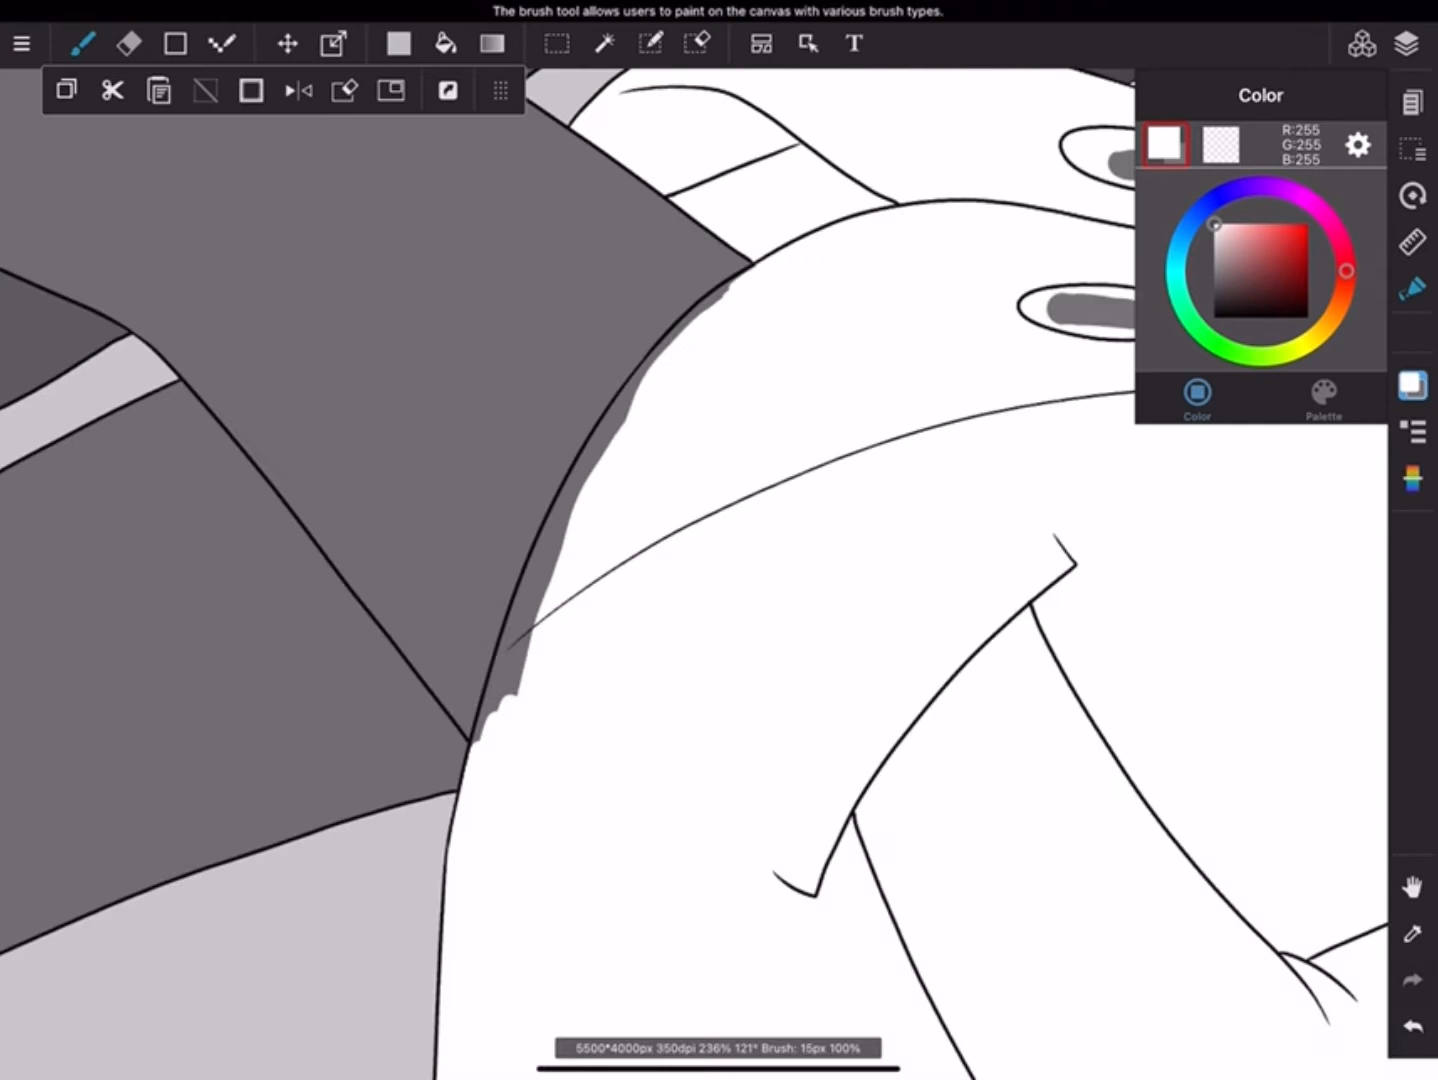 The brush tool allows users to paint on the canvas with various brush types.
T
Color
R:255
G:255
B:255
Color
Palette
5500*4000px 350dpi 236% 121° Brush: 15px 100%